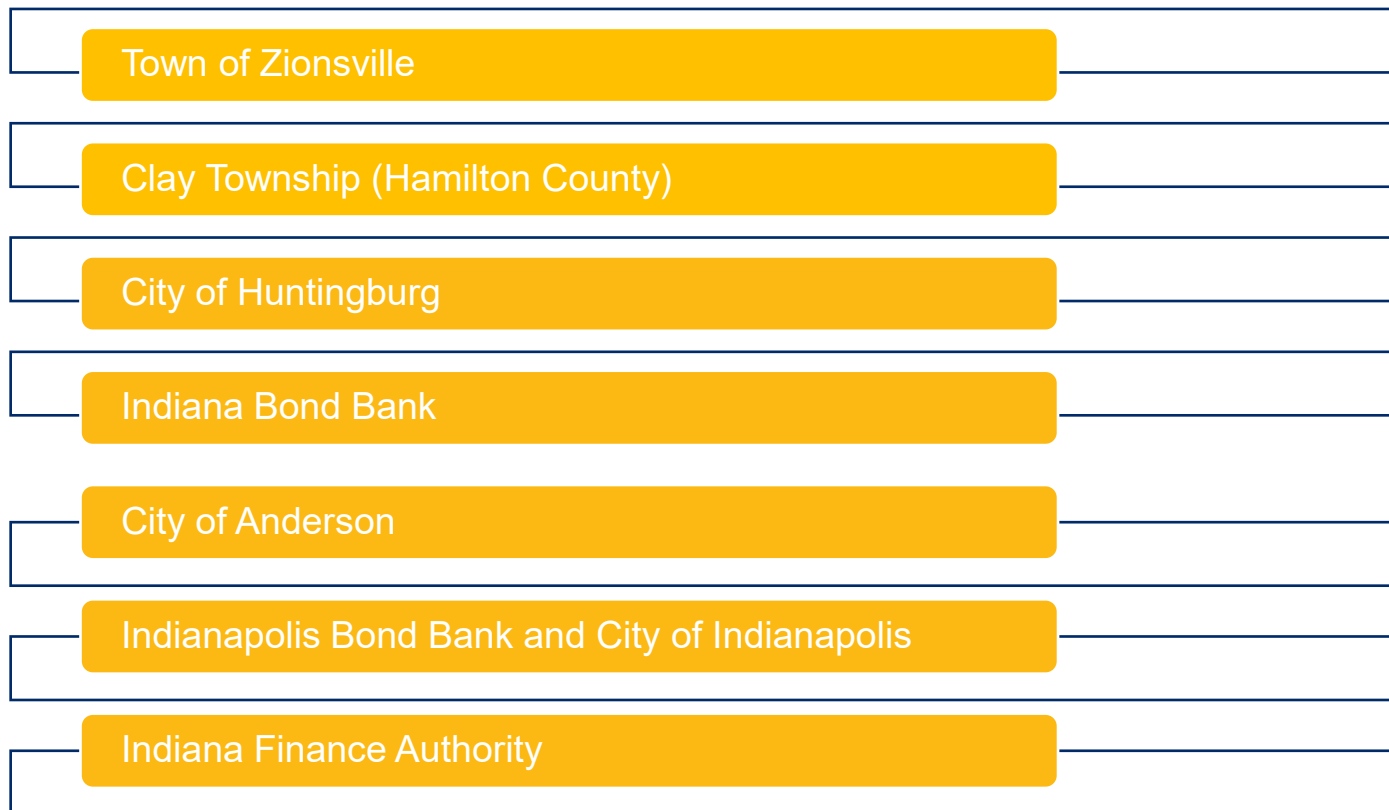 Town of Zionsville
Clay Township (Hamilton County)
City of Huntingburg
Indiana Bond Bank
City of Anderson
Indianapolis Bond Bank and City of Indianapolis
Indiana Finance Authority